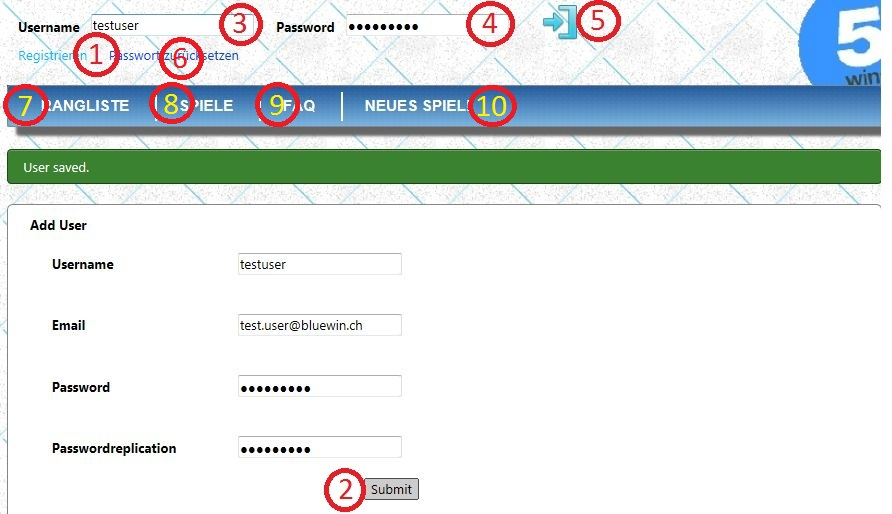 Username testuser 3 Password ●●●●●●●●● 4 5
Registrieren 1 Passwort zurücksetzen 6
7 RANGLISTE 8 SPIELE 9 FAQ NEUES SPIEL 10
5
win
User saved.
Add User
Username testuser
Email test.user@bluewin.ch
Password ●●●●●●●●●
Passwordreplication ●●●●●●●●●
2 Submit